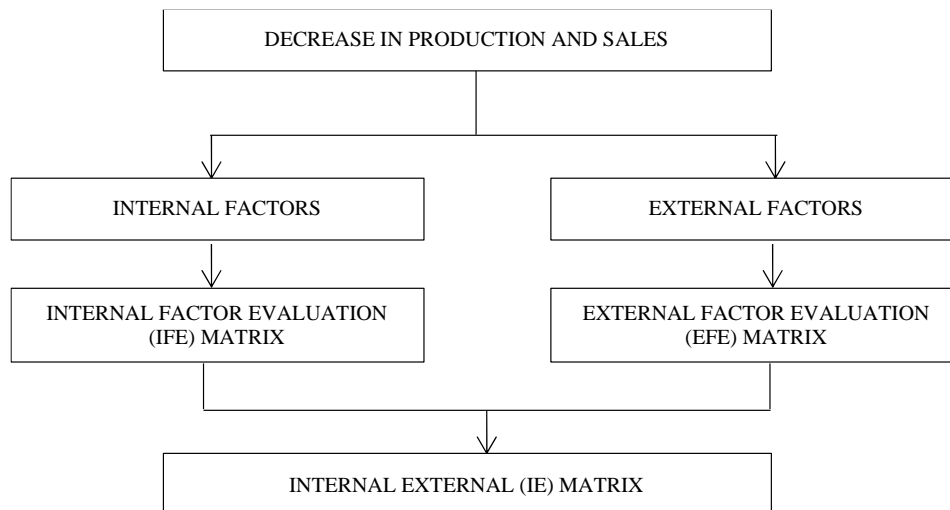 DECREASE IN PRODUCTION AND SALES
INTERNAL FACTORS
EXTERNAL FACTORS
INTERNAL FACTOR EVALUATION
(IFE) MATRIX
EXTERNAL FACTOR EVALUATION
(EFE) MATRIX
INTERNAL EXTERNAL (IE) MATRIX